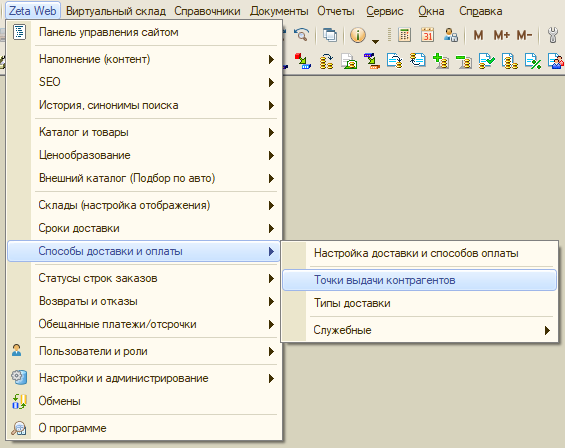 Zeta Web Виртуальный склад Справочники Документы Отчеты Сервис Окна Справка
Панель управления сайтом
M M+ M-
Наполнение (контент)
SEO
История, синонимы поиска
Каталог и товары
Ценообразование
Внешний каталог (Подбор по авто)
Склады (настройка отображения)
Сроки доставки
Способы доставки и оплаты
Настройка доставки и способов оплаты
Точки выдачи контрагентов
Статусы строк заказов
Возвраты и отказы
Типы доставки
Обещанные платежи/отсрочки
Служебные
Пользователи и роли
Настройки и администрирование
Обмены
О программе